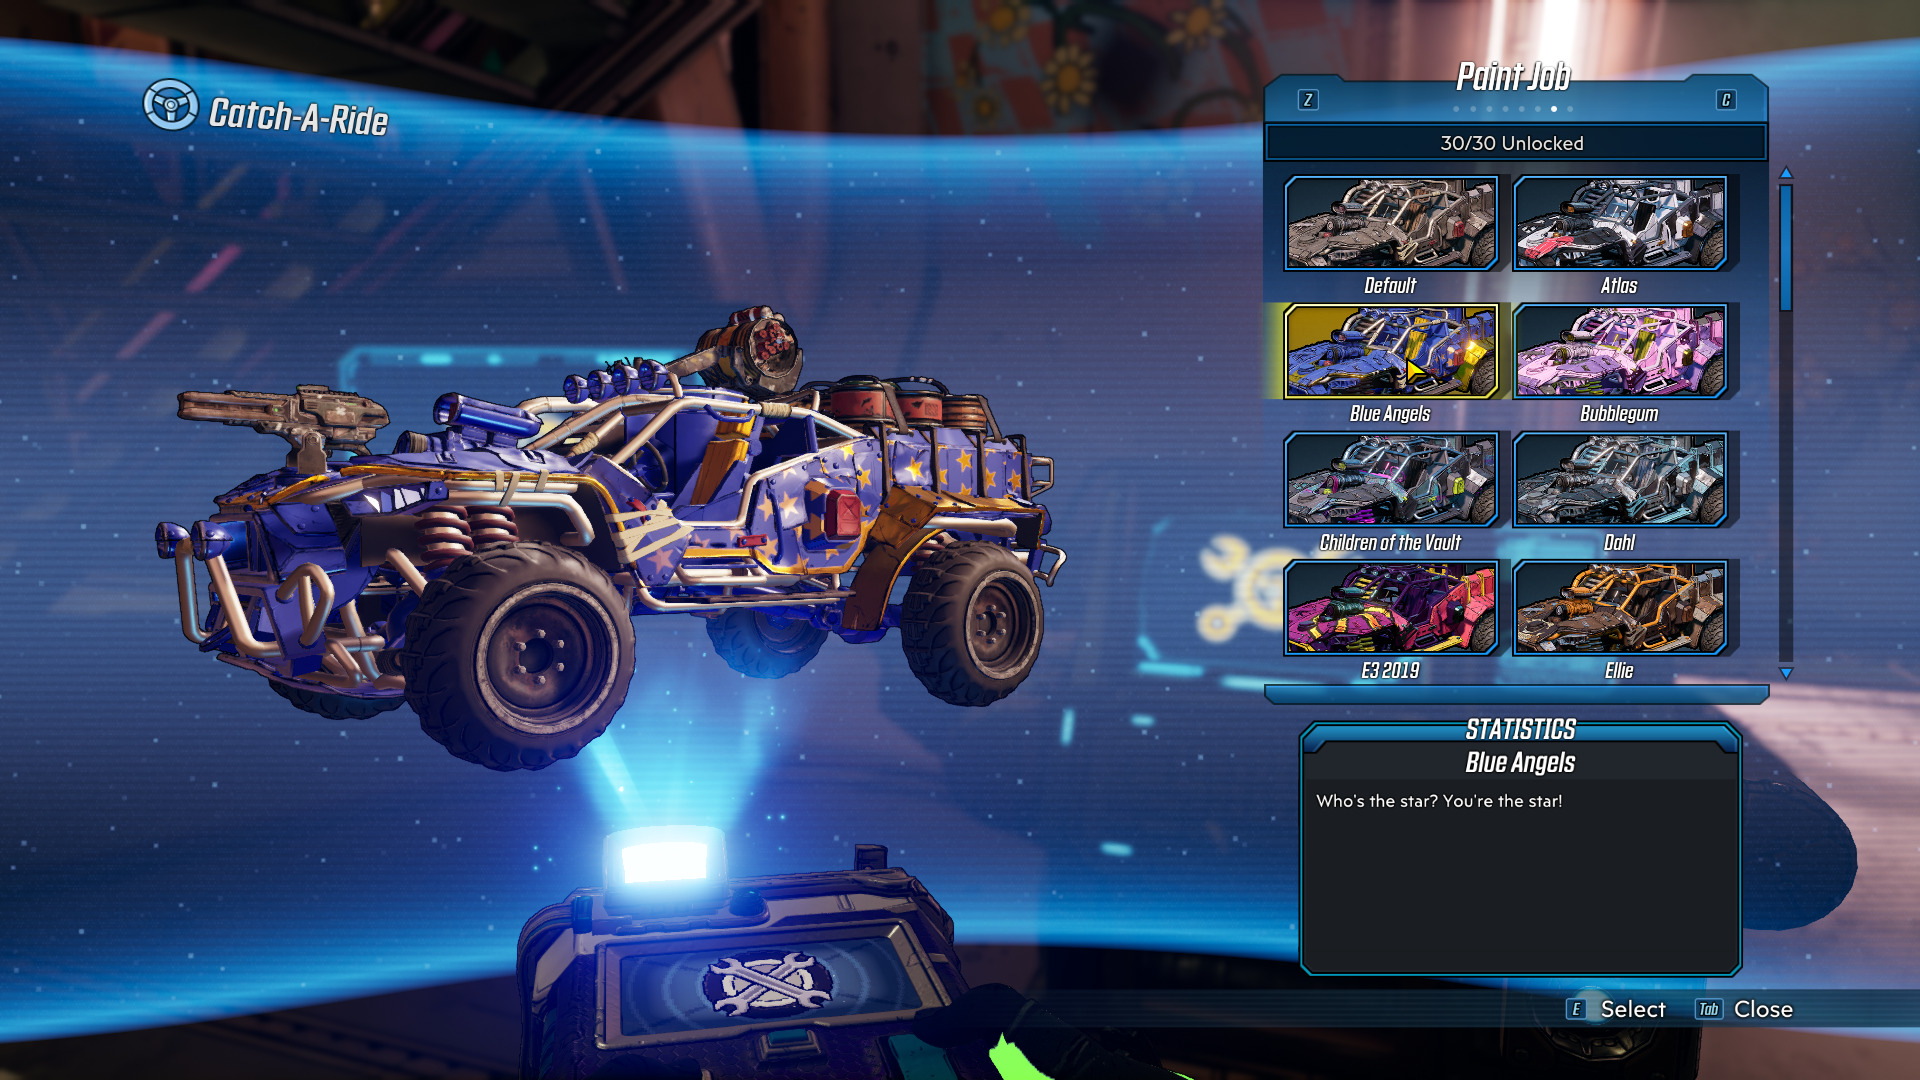 Catch-A-Ride
Paint Job
Z
C
30/30 Unlocked
Default
Atlas
Blue Angels
Bubblegum
Children of the Vault
Dahl
E3 2019
Ellie
STATISTICS
Blue Angels
Who's the star? You're the star!
E Select
Tab Close